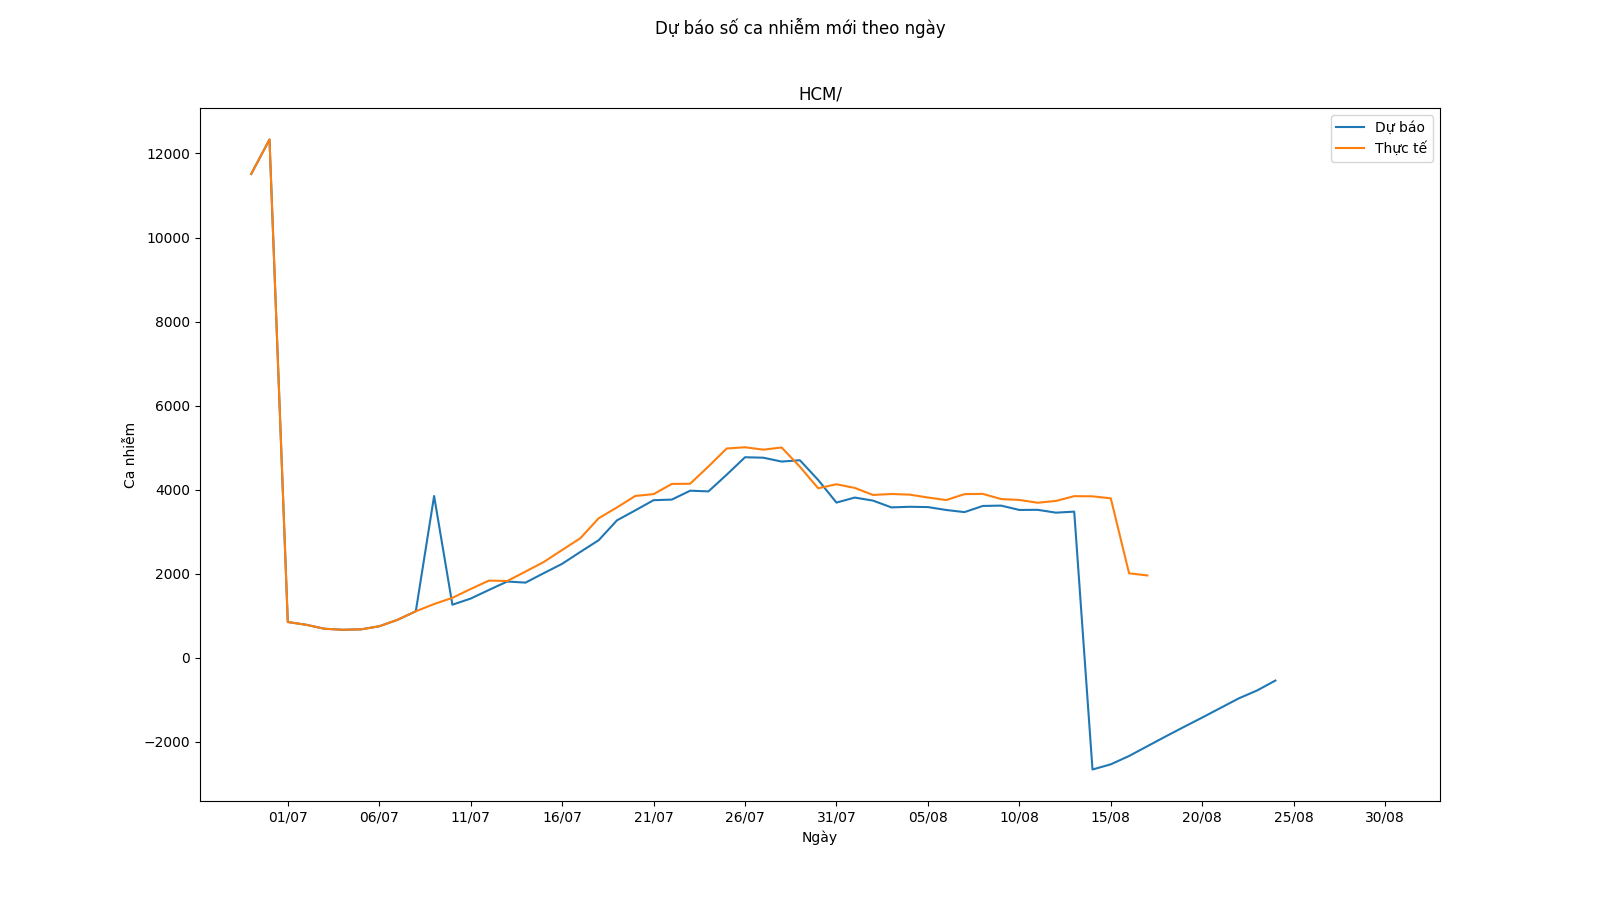 Dự báo số ca nhiễm mới theo ngày
HCM/
Dự báo
Thực tế
12000
10000
8000
6000
4000
2000
0
−2000
Ca nhiễm
01/07 06/07 11/07 16/07 21/07 26/07 31/07 05/08 10/08 15/08 20/08 25/08 30/08
Ngày